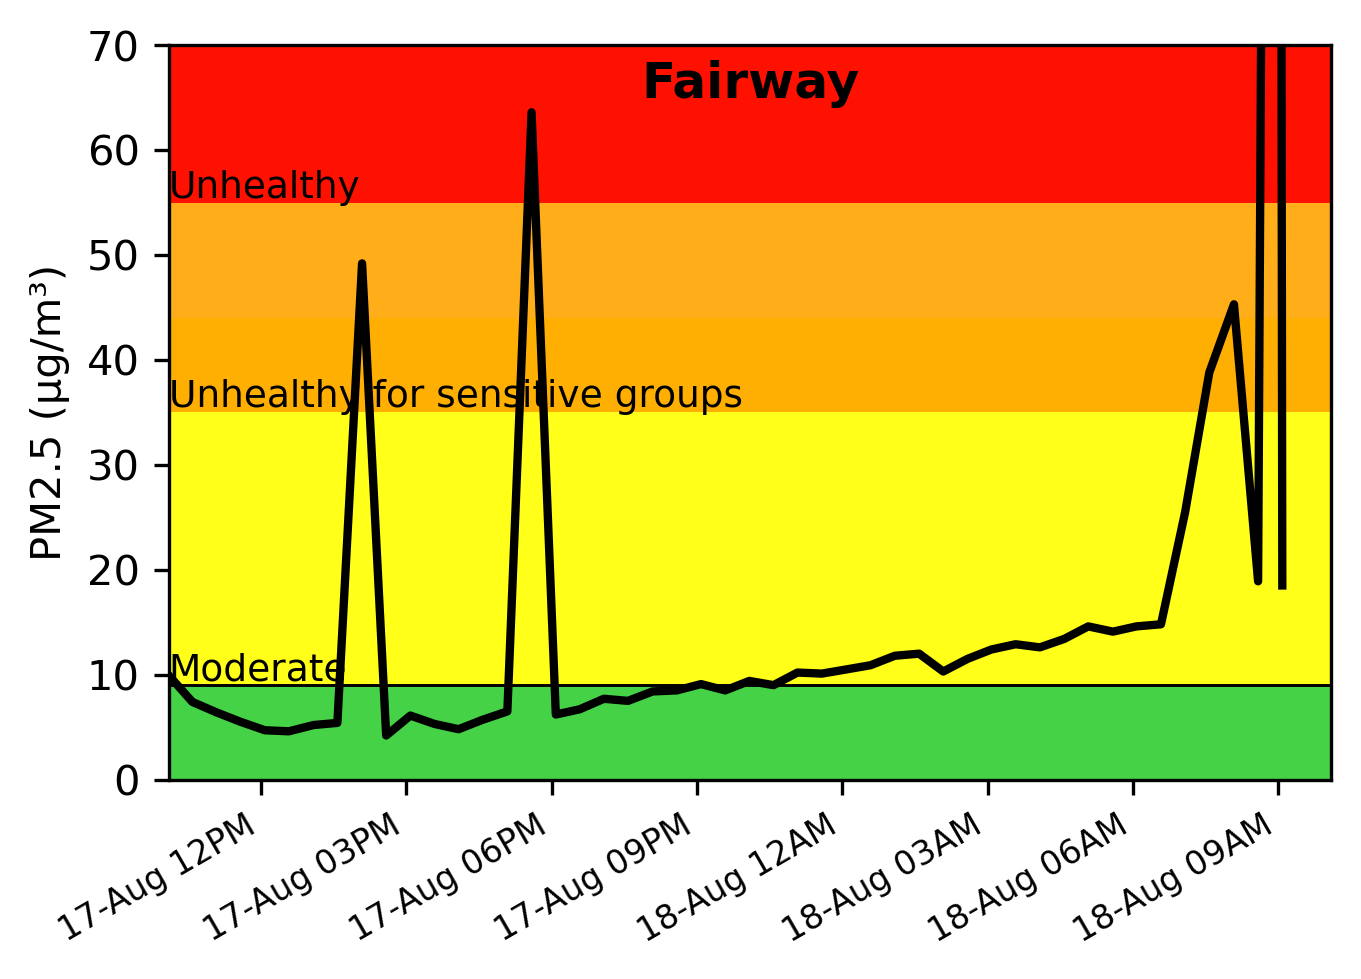 Fairway
PM2.5 (µg/m³)
70
60
50
40
30
20
10
0
Unhealthy
Unhealthy for sensitive groups
Moderate
17-Aug 12PM
17-Aug 03PM
17-Aug 06PM
17-Aug 09PM
18-Aug 12AM
18-Aug 03AM
18-Aug 06AM
18-Aug 09AM